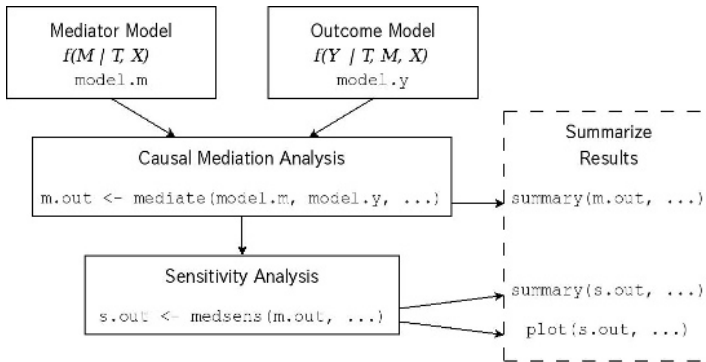 Mediator Model
f(M | T, X)
model.m
Outcome Model
f(Y | T, M, X)
model.y
Causal Mediation Analysis
m.out <- mediate(model.m, model.y, ...)
Sensitivity Analysis
s.out <- medsens(m.out, ...)
Summarize
Results
summary(m.out, ...)
summary(s.out, ...)
plot(s.out, ...)